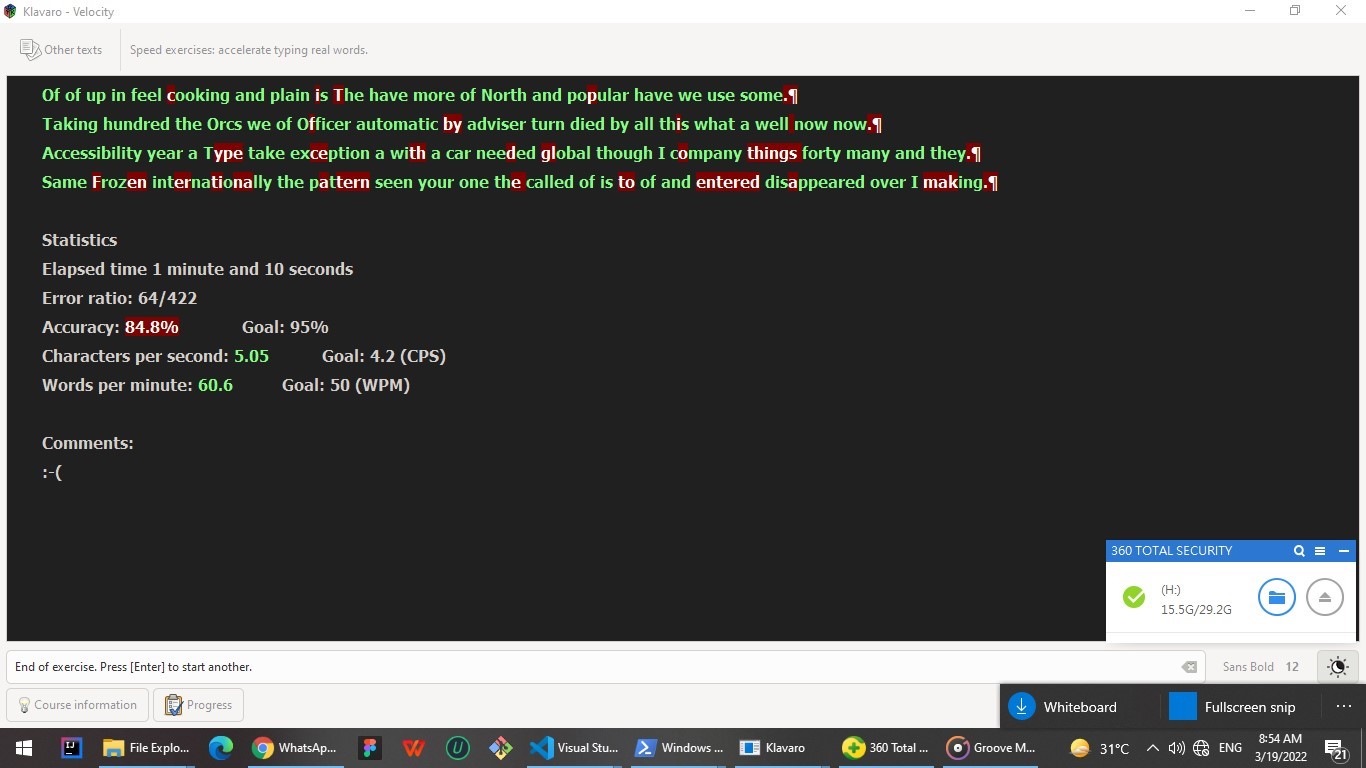 Klavaro - Velocity
Other texts
Speed exercises: accelerate typing real words.
Of of up in feel cooking and plain is The have more of North and popular have we use some.¶
Taking hundred the Orcs we of Officer automatic by adviser turn died by all this what a well now now.¶
Accessibility year a Type take exception a with a car needed global though I company things forty many and they.¶
Same Frozen internationally the pattern seen your one the called of is to of and entered disappeared over I making.¶
Statistics
Elapsed time 1 minute and 10 seconds
Error ratio: 64/422
Accuracy: 84.8% Goal: 95%
Characters per second: 5.05 Goal: 4.2 (CPS)
Words per minute: 60.6 Goal: 50 (WPM)
Comments:
:-(
360 TOTAL SECURITY
(H:)
15.5G/29.2G
End of exercise. Press [Enter] to start another.
Sans Bold 12
Course information
Progress
Whiteboard
Fullscreen snip
File Explo...
WhatsAp...
Visual Stu...
Windows ...
Klavaro
360 Total ...
Groove M...
31°C
ENG
8:54 AM
3/19/2022
21